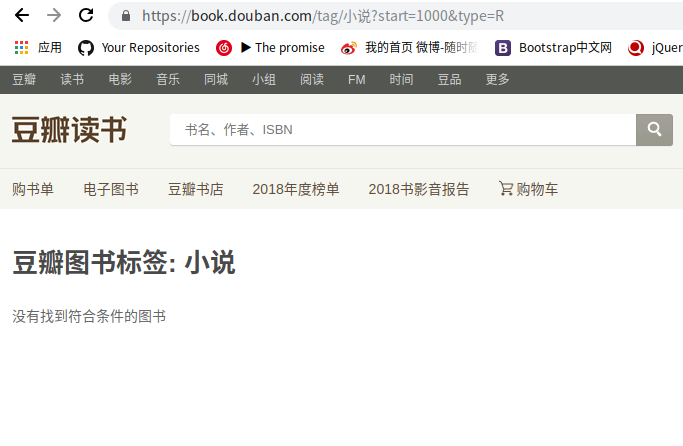 https://book.douban.com/tag/小说?start=1000&type=R
应用 Your Repositories ▶ The promise 我的首页 微博-随时随 Bootstrap中文网 jQuer
豆瓣 读书 电影 音乐 同城 小组 阅读 FM 时间 豆品 更多
豆瓣读书 书名、作者、ISBN
购书单 电子图书 豆瓣书店 2018年度榜单 2018书影音报告 购物车
豆瓣图书标签: 小说
没有找到符合条件的图书